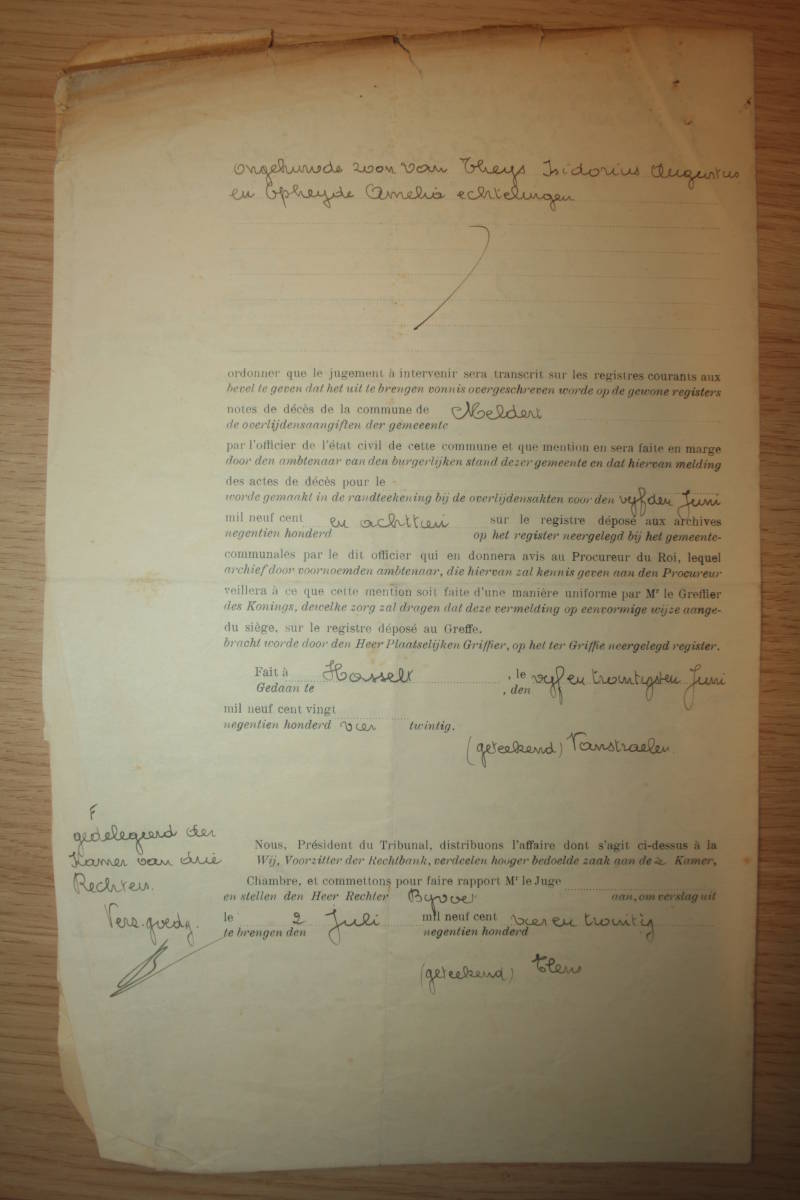 ongehuwde zoon van Theys Isidorius Augustus
en Opheyde Amelia echtelingen
ordonner que le jugement à intervenir sera transcrit sur les registres courants aux
bevel te geven dat het uit te brengen vonnis overgeschreven worde op de gewone registers
notes de décès de la commune de Meldert
de overlijdensaangiften der gemeeente
par l'officier de l'état civil de cette commune et que mention en sera faite en marge
door den ambtenaar van den burgerlijken stand dezer gemeente en dat hiervan melding
des actes de décès pour le
worde gemaakt in de randteekening bij de overlijdensakten voor den vyfden Juni
mil neuf cent en achttien sur le registre déposé aux archives
negentien honderd op het register neergelegd bij het gemeente-
communales par le dit officier qui en donnera avis au Procureur du Roi, lequel
archief door voornoemden ambtenaar, die hiervan zal kennis geven aan den Procureur
veillera à ce que cette mention soit faite d'une manière uniforme par Mr le Greffier
des Konings, dewelke zorg zal dragen dat deze vermelding op eenvormige wijze aange-
du siège, sur le registre déposé au Greffe.
bracht worde door den Heer Plaatselijken Griffier, op het ter Griffie neergelegd register.
Fait à Hasselt, le vyf en twintigsten Juni
Gedaan te , den
mil neuf cent vingt
negentien honderd vier twintig.
(geteekend) Vanstraelen
F
gedelegeerd der
Kamer van drie
Rechters.
Vers. goedg.
Nous, Président du Tribunal, distribuons l'affaire dont s'agit ci-dessus à la
Wij, Voorzitter der Rechtbank, verdeelen hooger bedoelde zaak aan de 2e Kamer,
Chambre, et commettons pour faire rapport Mr le Juge
en stellen den Heer Rechter Byvoet aan, om verslag uit
le 2 Juli mil neuf cent vier en twintig
te brengen den negentien honderd
(geteekend)